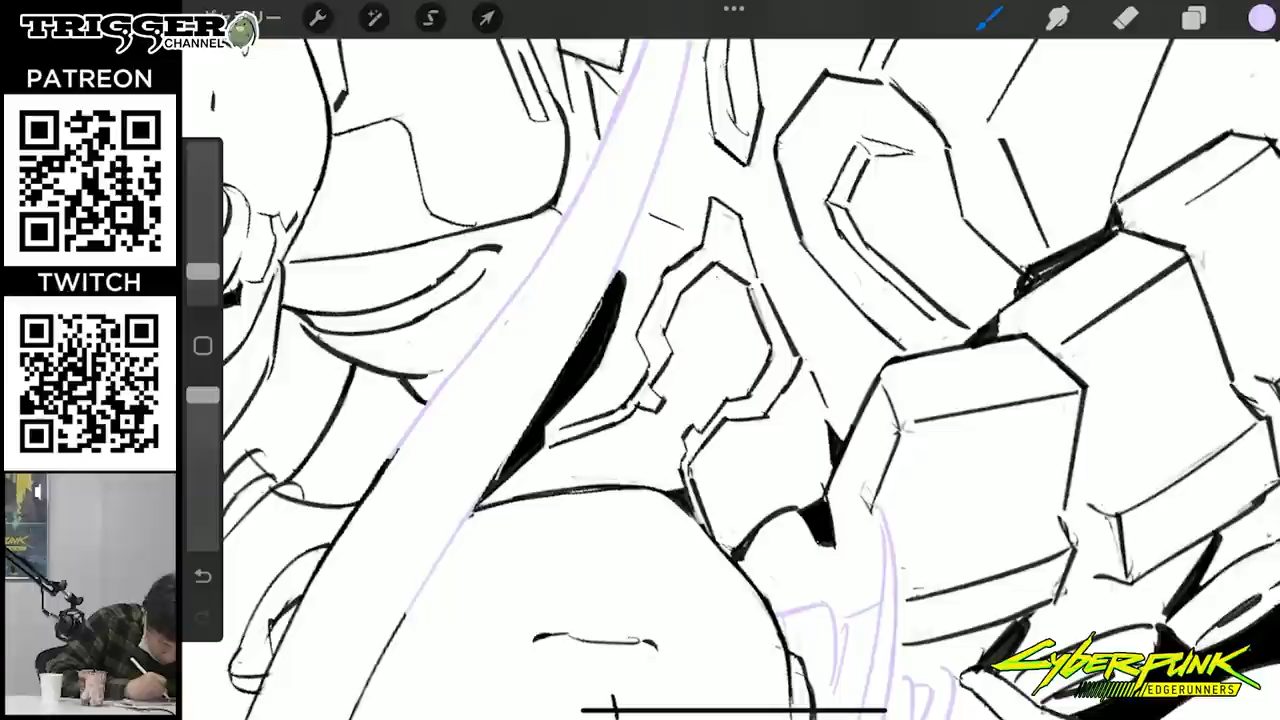 TRIGGER
CHANNEL
PATREON
TWITCH
CYBERPUNK
EDGERUNNERS